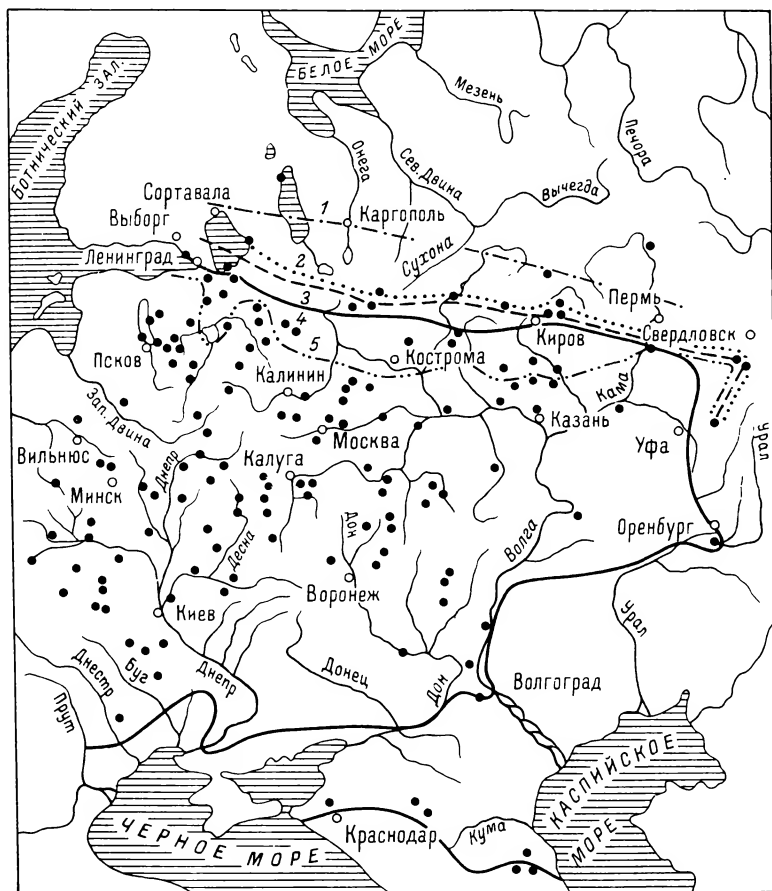 БЕЛОЕ МОРЕ
БОТНИЧЕСКИЙ ЗАЛ.
Мезень
Печора
Онега
Сев. Двина
Вычегда
Сортавала
1
Каргополь
Выборг
Сухона
Ленинград
2
Пермь
3
Свердловск
4
Киров
5
Псков
Кострома
Калинин
Кама
Зап. Двина
Москва
Казань
Урал
Вильнюс
Днепр
Калуга
Уфа
Минск
Дон
Волга
Оренбург
Десна
Воронеж
Киев
Урал
Днестр
Буг
Днепр
Донец
Дон
Волгоград
Прут
КАСПИЙСКОЕ
МОРЕ
ЧЕРНОЕ МОРЕ
Краснодар
Кума